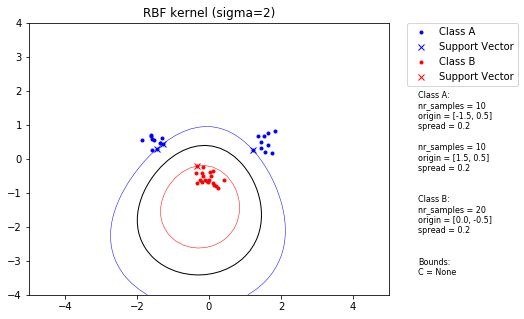 RBF kernel (sigma=2)
4
3
2
1
0
−1
−2
−3
−4
−4
−2
0
2
4
Class A
Support Vector
Class B
Support Vector
Class A:
nr_samples = 10
origin = [-1.5, 0.5]
spread = 0.2
nr_samples = 10
origin = [1.5, 0.5]
spread = 0.2
Class B:
nr_samples = 20
origin = [0.0, -0.5]
spread = 0.2
Bounds:
C = None